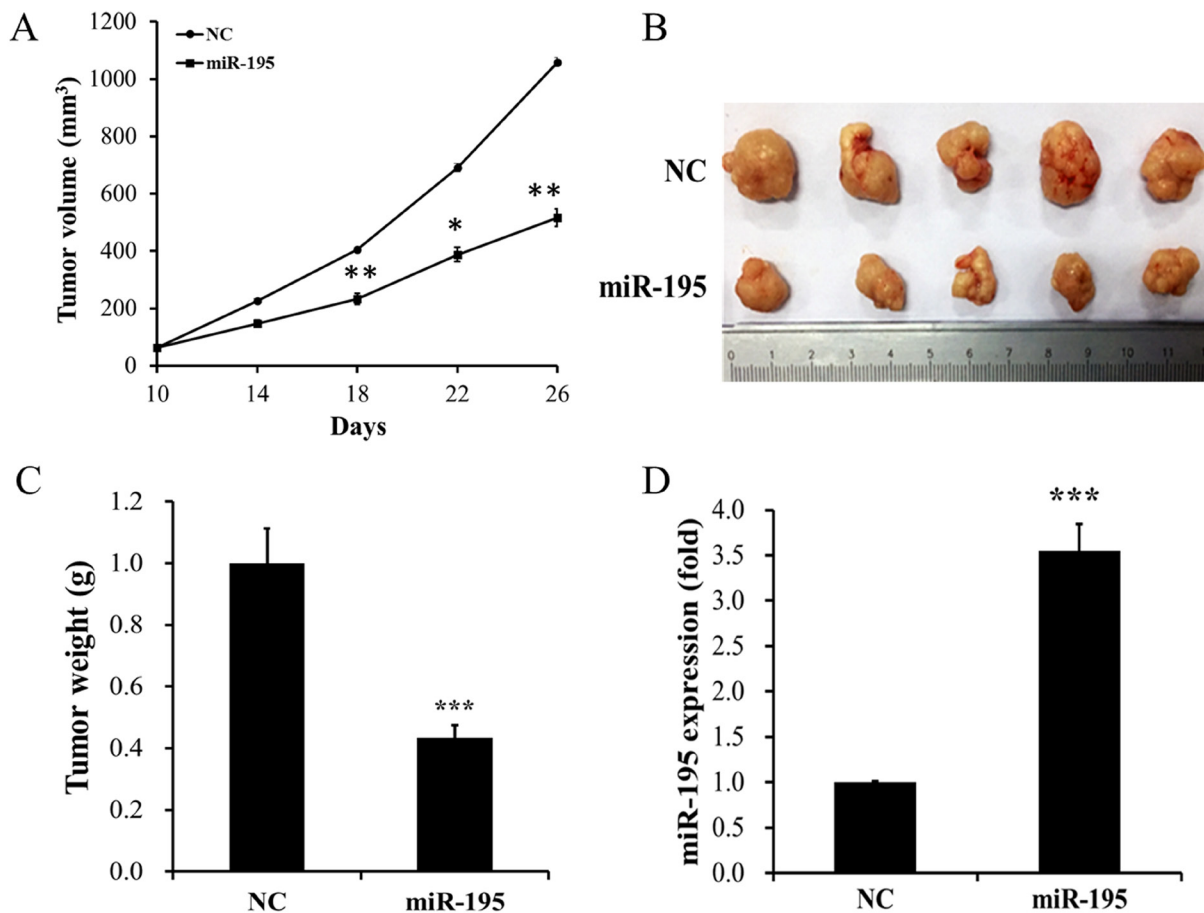 A
1200
1000
800
600
400
200
0
NC
miR-195
Tumor volume (mm³)
**
*
**
10 14 18 22 26
Days
B
NC
miR-195
0 1 2 3 4 5 6 7 8 9 10 11
C
1.2
1.0
0.8
0.6
0.4
0.2
0.0
Tumor weight (g)
***
NC miR-195
D
4.0
3.5
3.0
2.5
2.0
1.5
1.0
0.5
0.0
miR-195 expression (fold)
***
NC miR-195